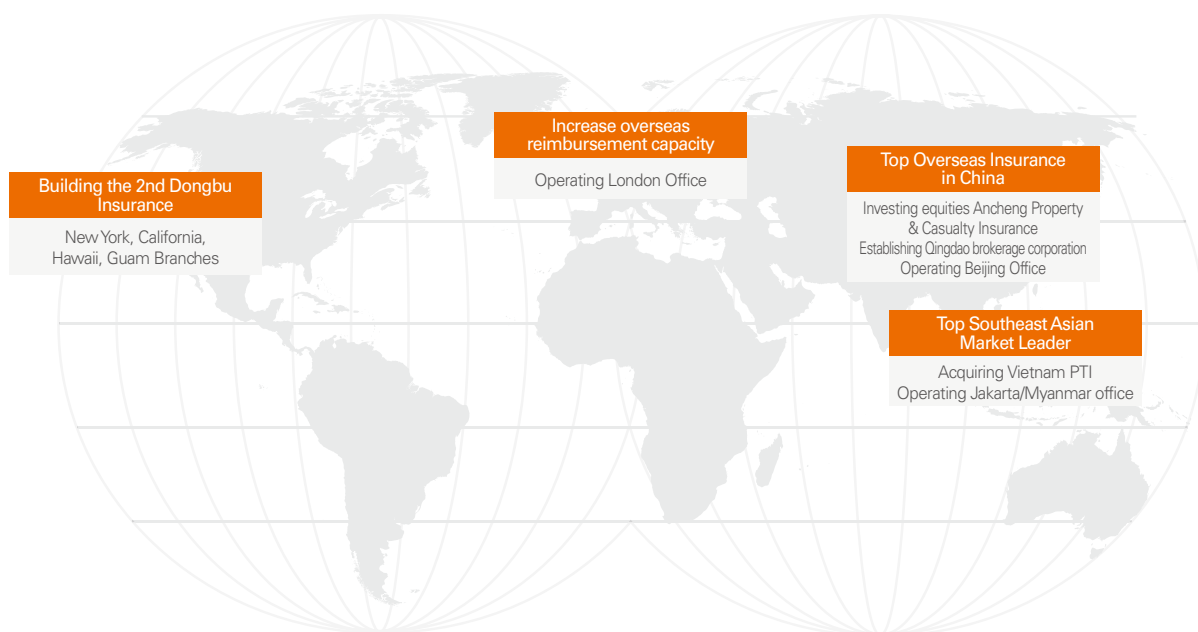 Building the 2nd Dongbu
Insurance
New York, California,
Hawaii, Guam Branches
Increase overseas
reimbursement capacity
Operating London Office
Top Overseas Insurance
in China
Investing equities Ancheng Property
& Casualty Insurance
Establishing Qingdao brokerage corporation
Operating Beijing Office
Top Southeast Asian
Market Leader
Acquiring Vietnam PTI
Operating Jakarta/Myanmar office